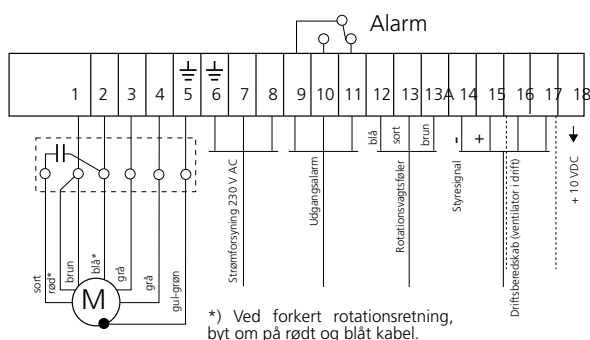 Alarm
1 2 3 4 5 6 7 8 9 10 11 12 13 13A 14 15 16 17 18
blå
sort
brun
-
+
+ 10 VDC
Strømforsyning 230 V AC
Udgangsalarm
Rotationsvagtsføler
Styresignal
Driftsberedskab (ventilator i drift)
sort
rød*
brun
blå*
grå
grå
gul-grøn
M
*) Ved forkert rotationsretning,
byt om på rødt og blåt kabel.